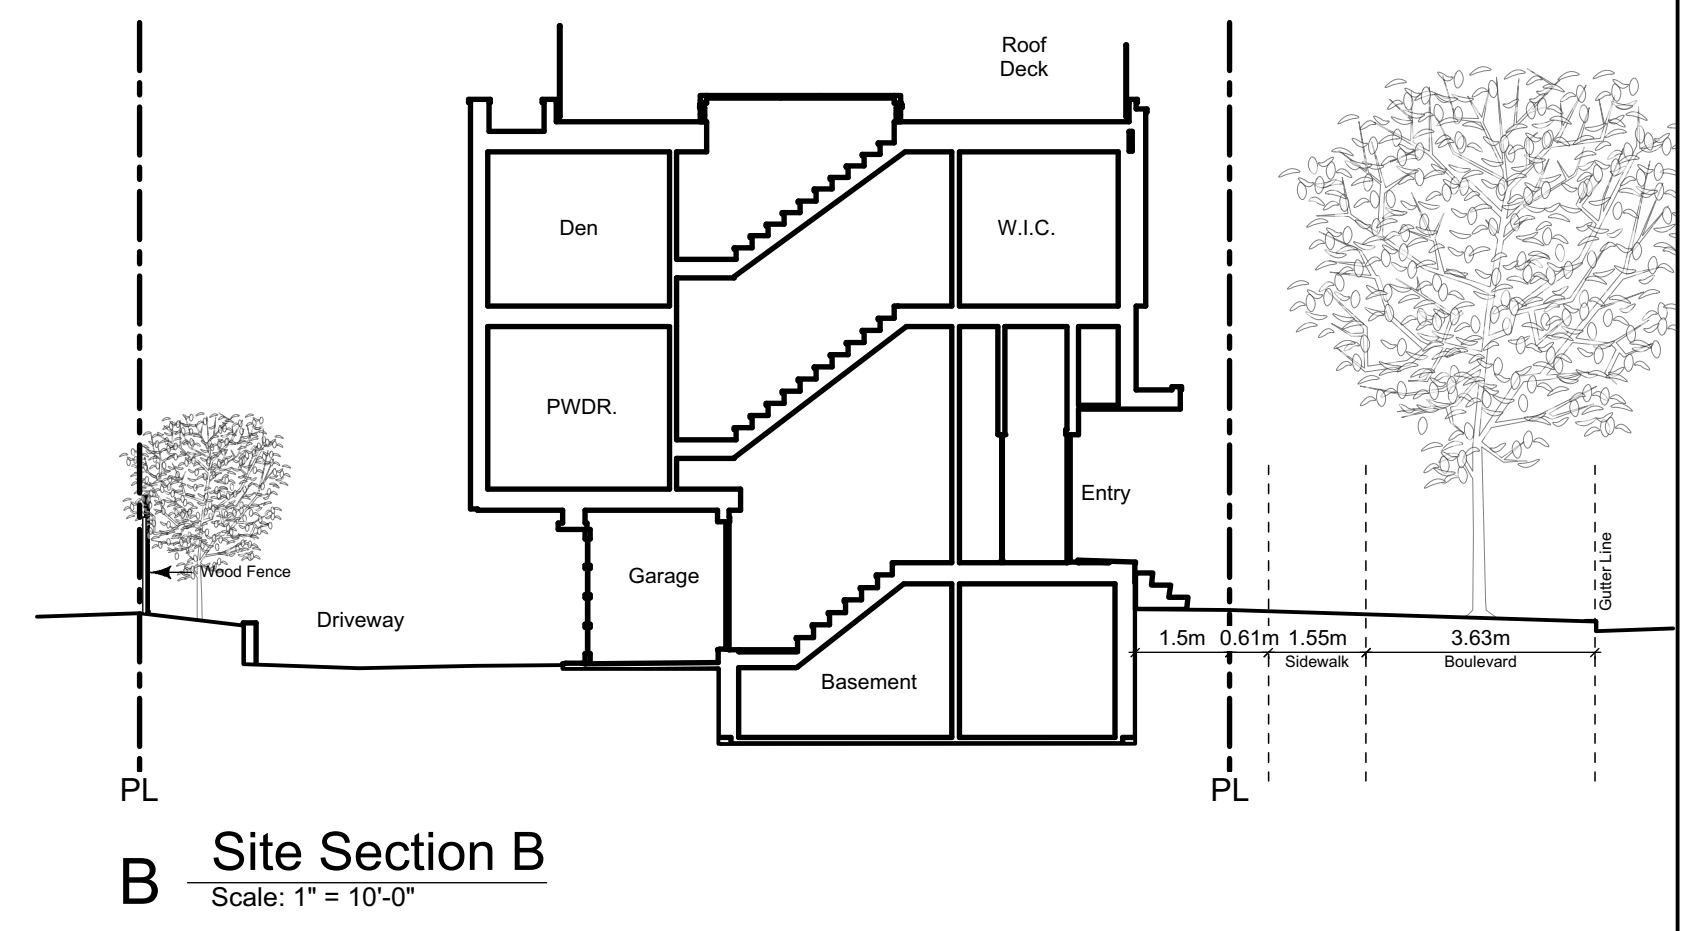 Roof
Deck
Den
W.I.C.
PWDR.
Entry
Wood Fence
Garage
Gutter Line
Driveway
1.5m 0.61m 1.55m 3.63m
Sidewalk Boulevard
Basement
PL PL
B Site Section B
Scale: 1" = 10'-0"